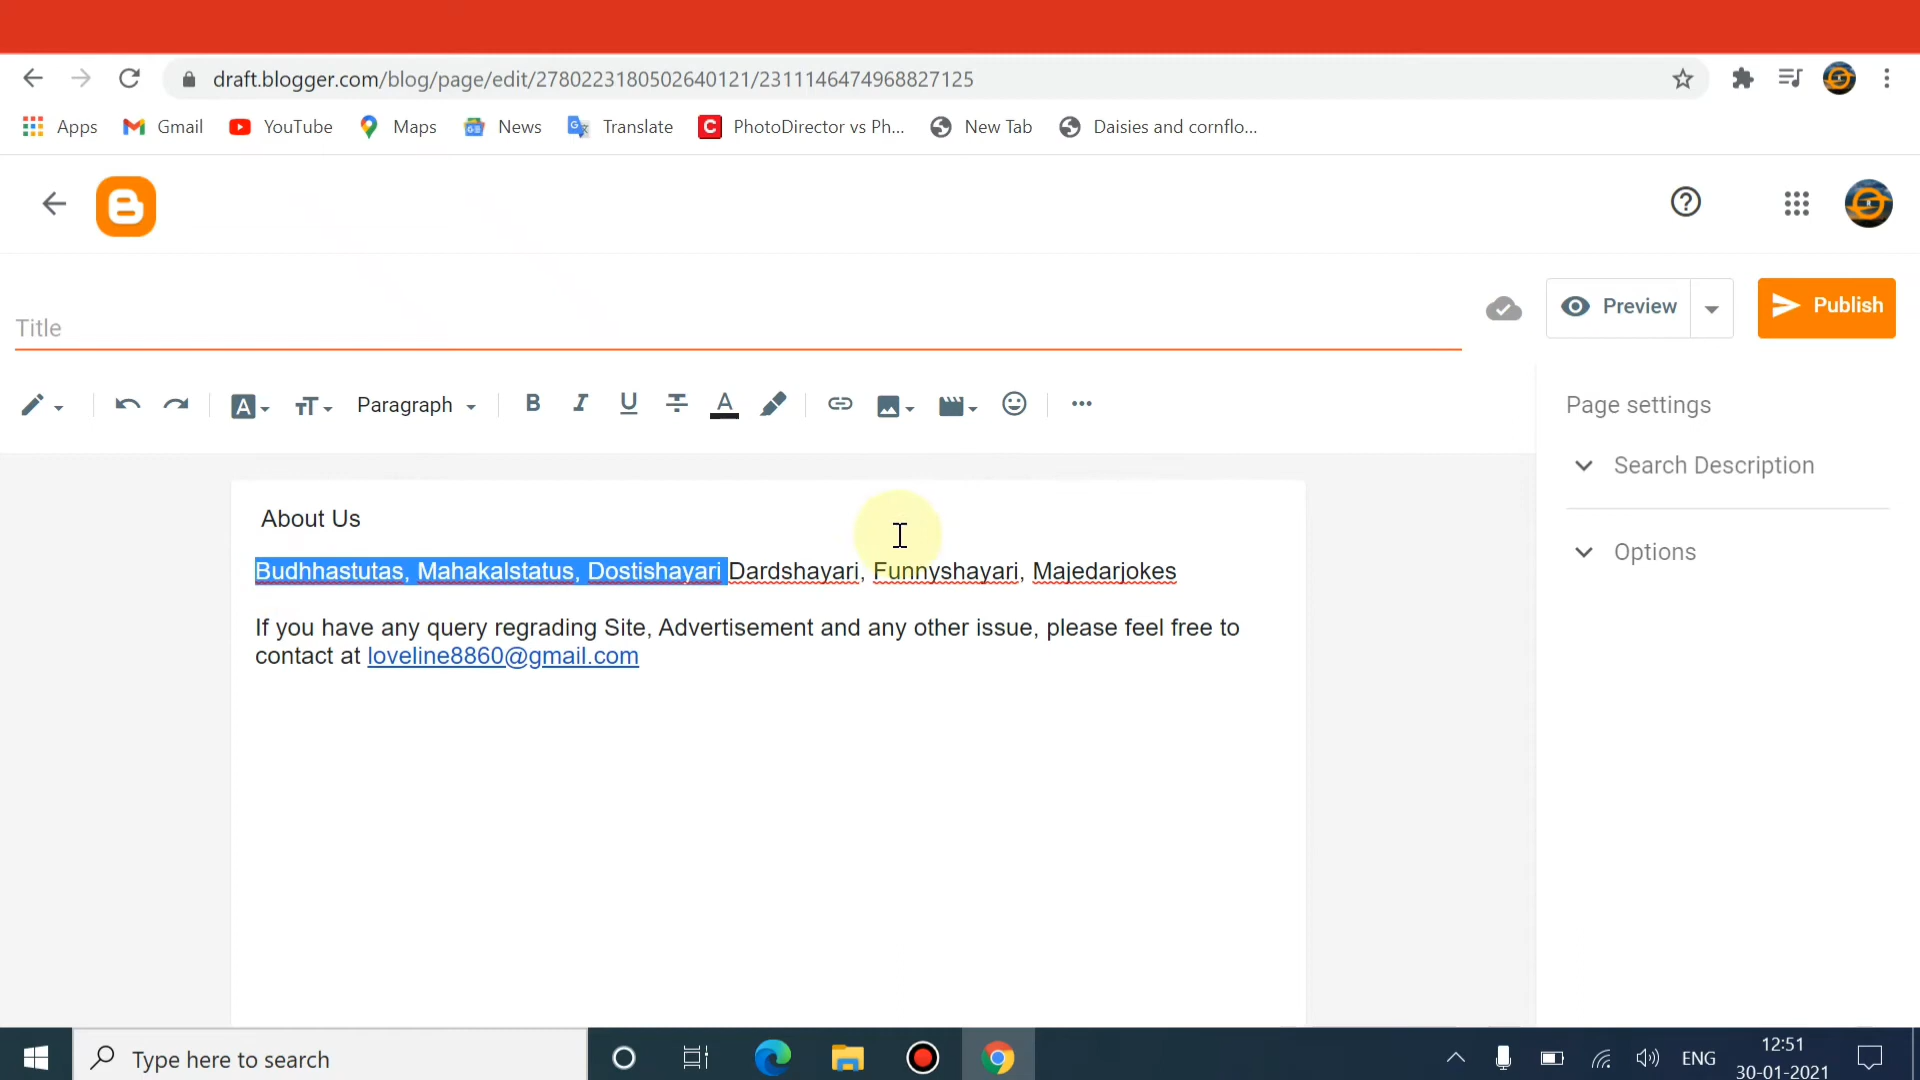 draft.blogger.com/blog/page/edit/2780223180502640121/2311146474968827125
Apps Gmail YouTube Maps News Translate PhotoDirector vs Ph... New Tab Daisies and cornflo...
Title
Preview
Publish
Paragraph
Page settings
Search Description
Options
About Us
Budhhastutas, Mahakalstatus, Dostishayari Dardshayari, Funnyshayari, Majedarjokes
If you have any query regrading Site, Advertisement and any other issue, please feel free to
contact at loveline8860@gmail.com
Type here to search
ENG
12:51
30-01-2021